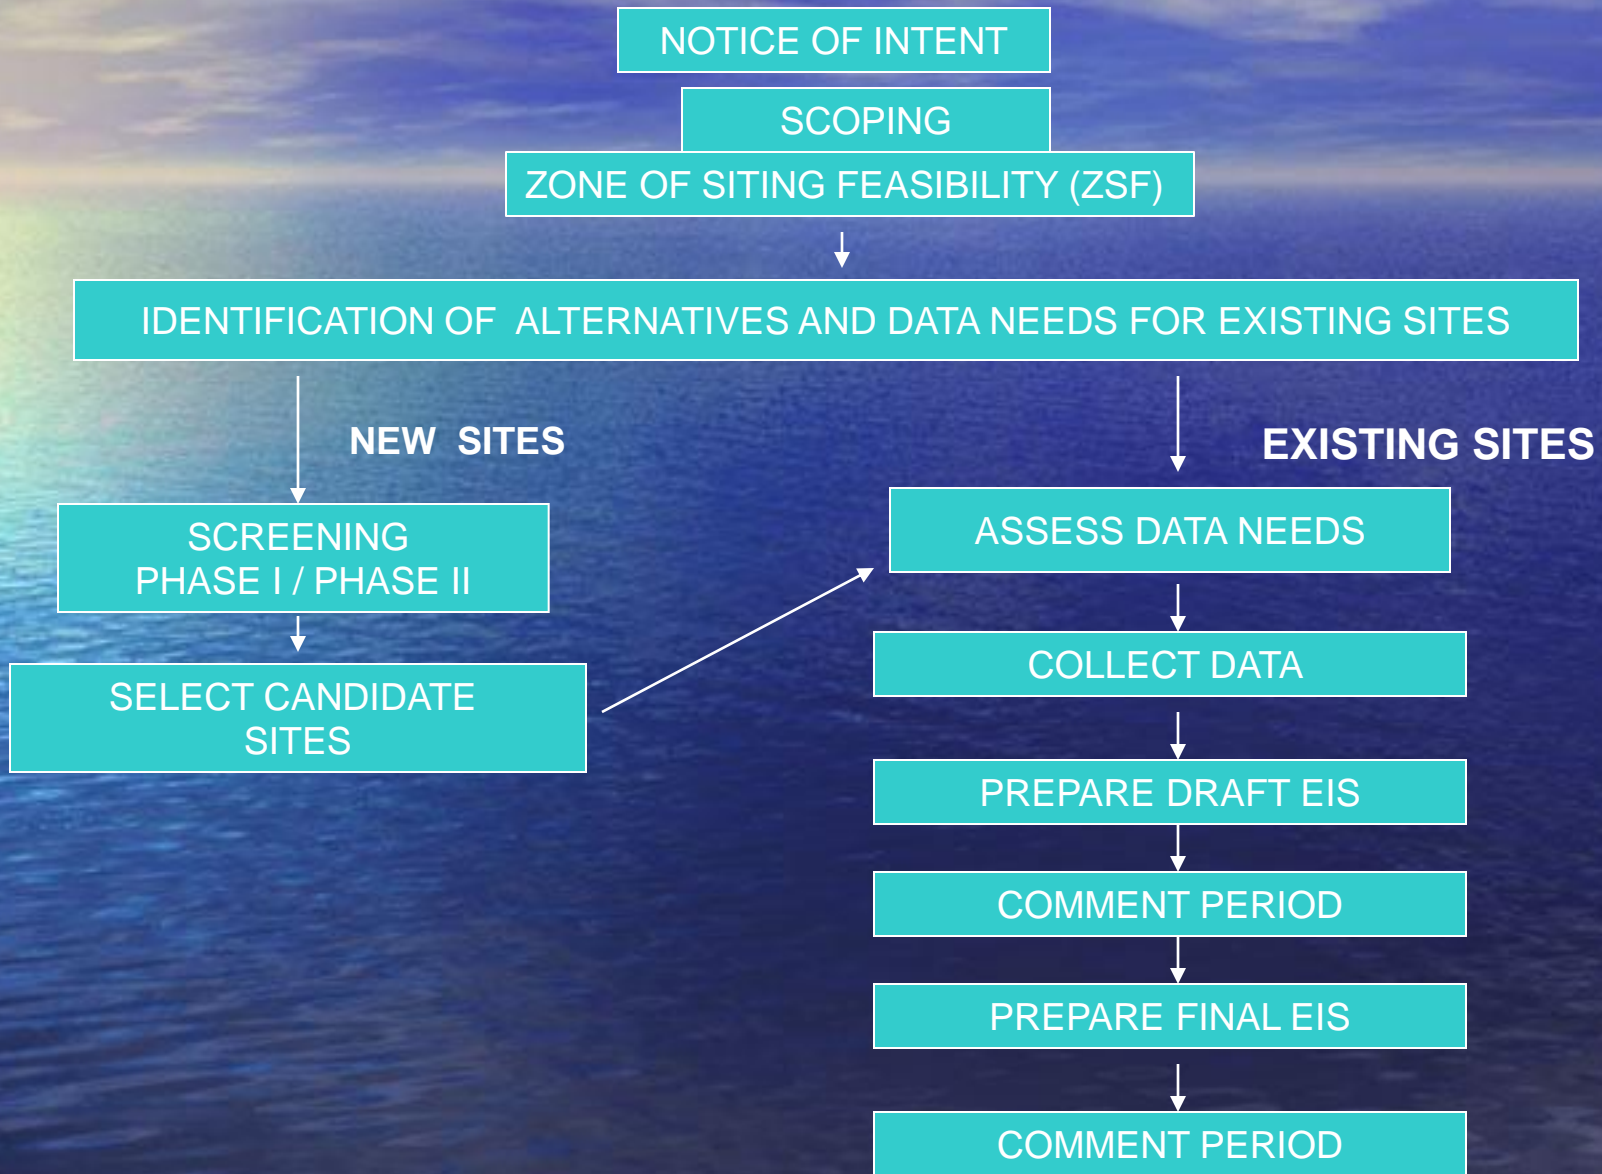 NOTICE OF INTENT
SCOPING
ZONE OF SITING FEASIBILITY (ZSF)
IDENTIFICATION OF ALTERNATIVES AND DATA NEEDS FOR EXISTING SITES
NEW SITES
SCREENING
PHASE I / PHASE II
SELECT CANDIDATE
SITES
EXISTING SITES
ASSESS DATA NEEDS
COLLECT DATA
PREPARE DRAFT EIS
COMMENT PERIOD
PREPARE FINAL EIS
COMMENT PERIOD